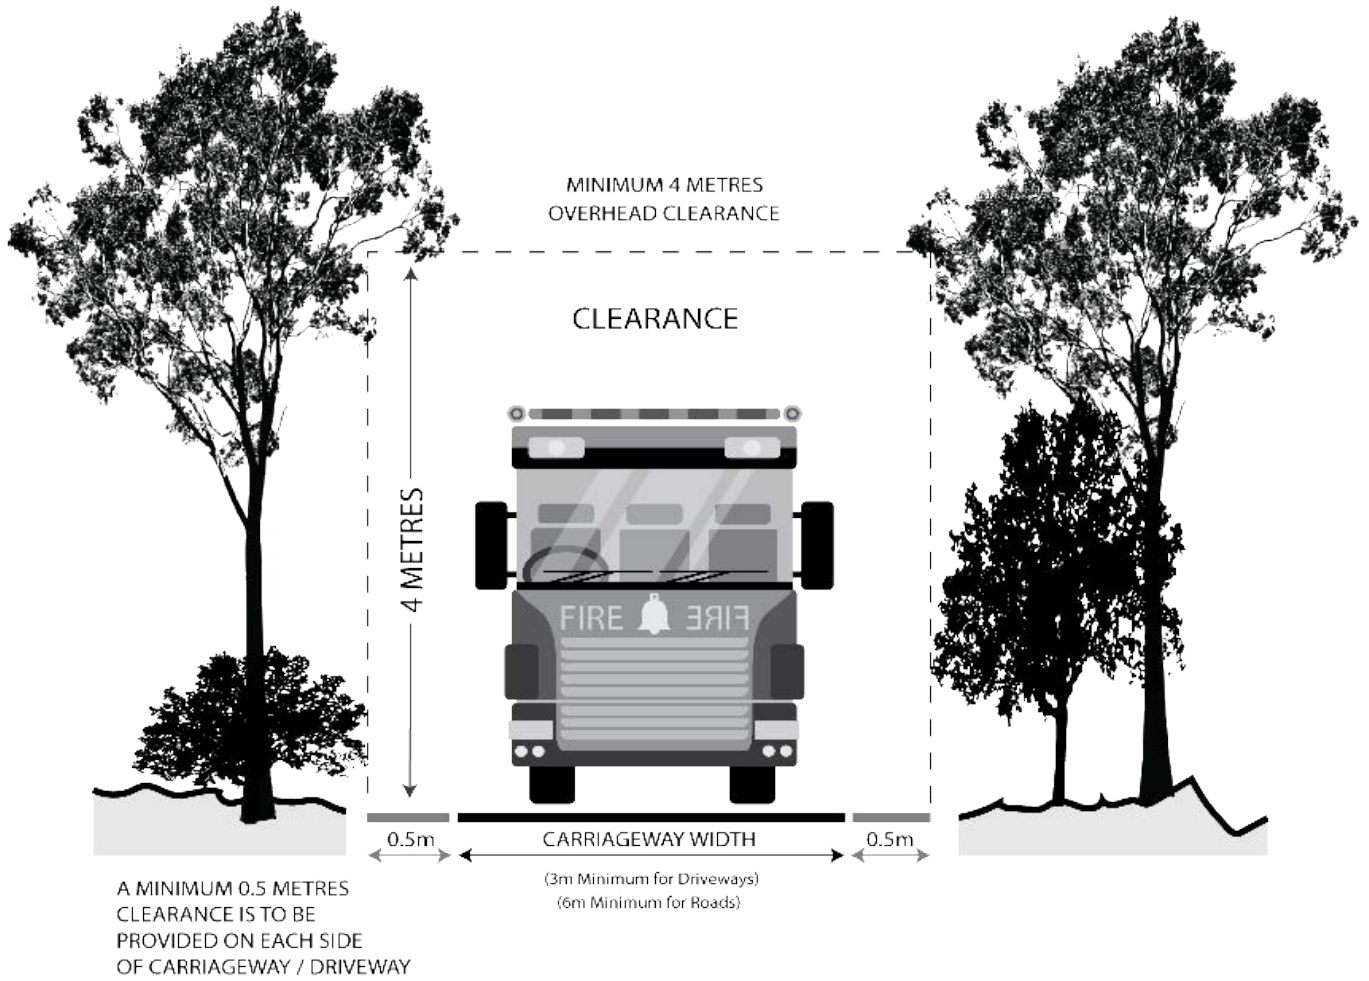 MINIMUM 4 METRES
OVERHEAD CLEARANCE
CLEARANCE
4 METRES
FIRE FIRE
0.5m
CARRIAGEWAY WIDTH
0.5m
(3m Minimum for Driveways)
(6m Minimum for Roads)
A MINIMUM 0.5 METRES
CLEARANCE IS TO BE
PROVIDED ON EACH SIDE
OF CARRIAGEWAY / DRIVEWAY